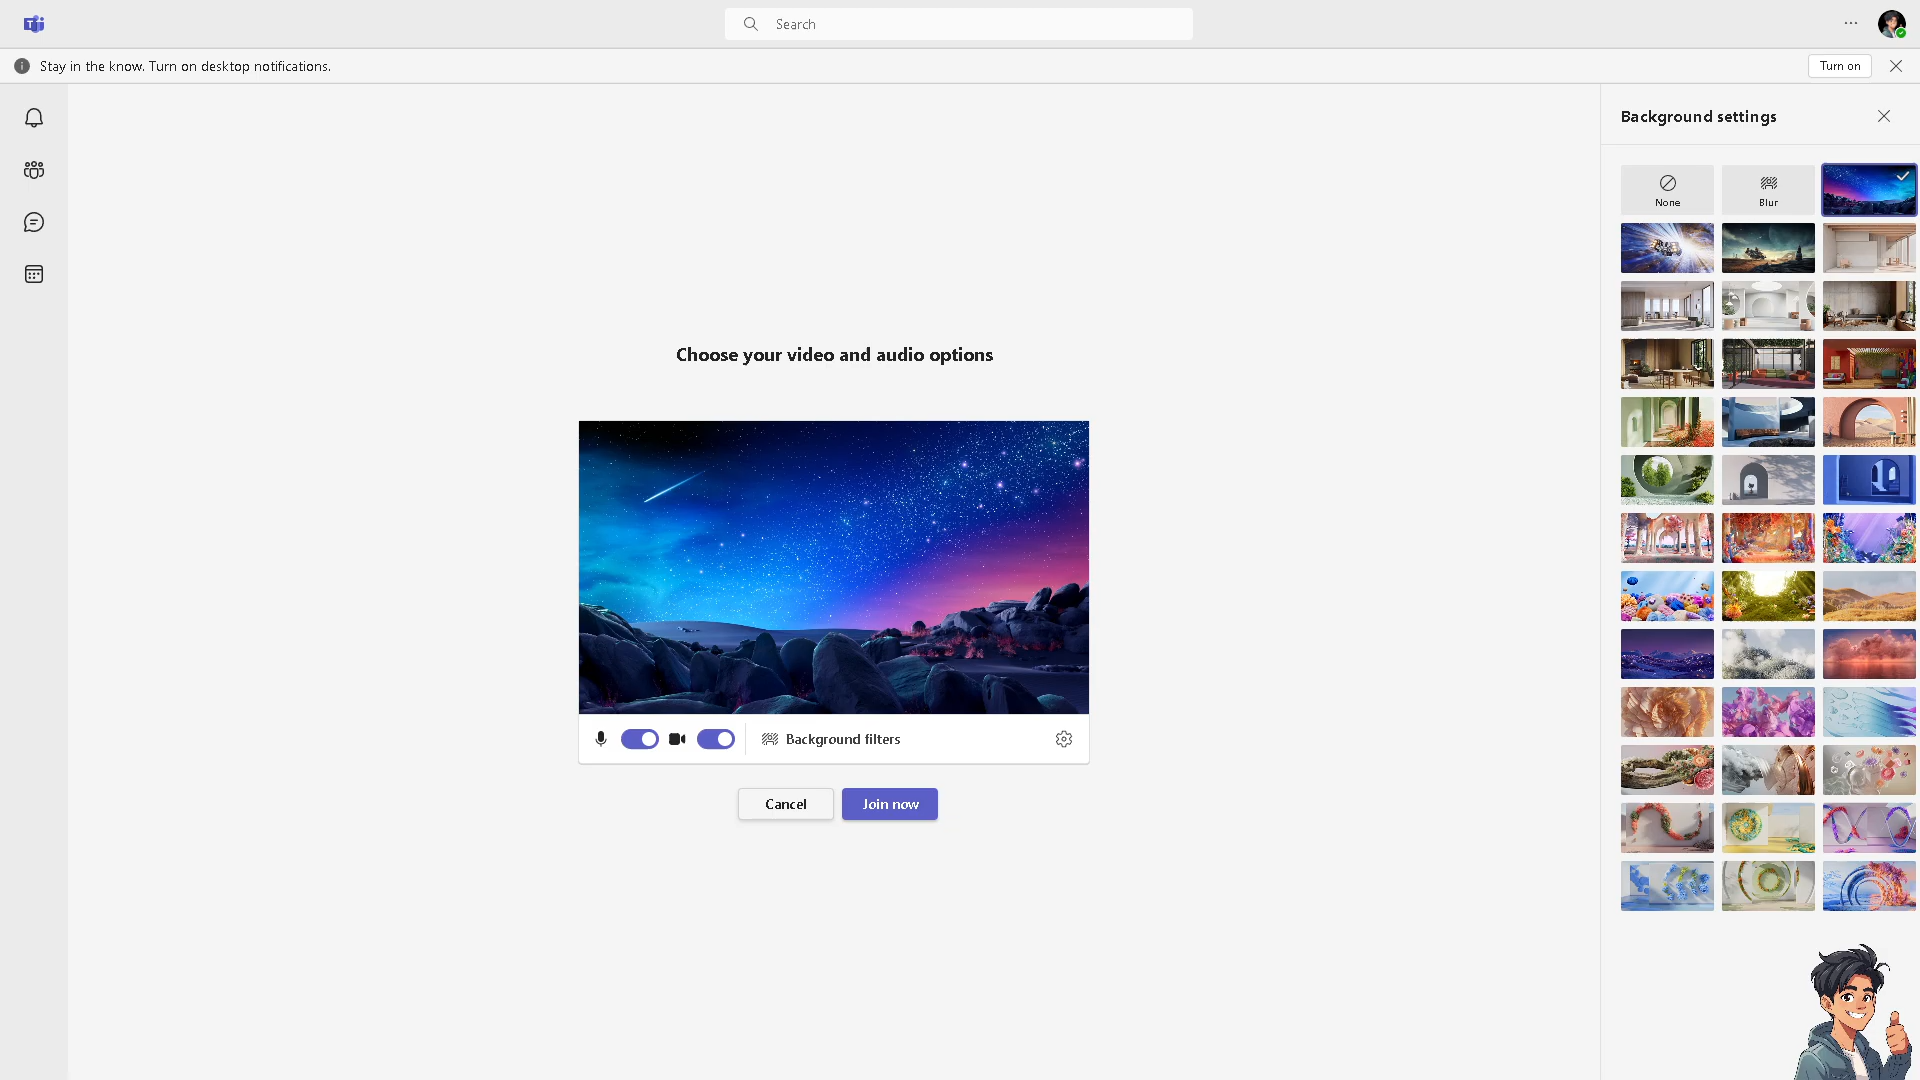 Search
Stay in the know. Turn on desktop notifications.
Turn on
Background settings
None
Blur
Choose your video and audio options
Background filters
Cancel
Join now